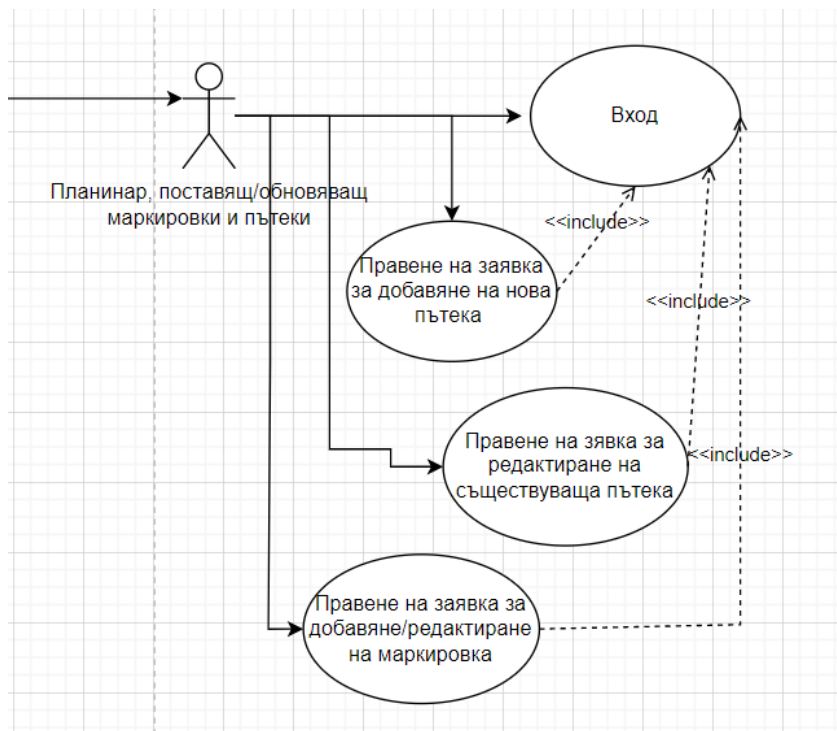 Вход
Планинар, поставящ/обновяващ
маркировки и пътеки
<<include>>
Правене на заявка
за добавяне на нова
пътека
<<include>>
Правене на зявка за
редактиране на
съществуваща пътека
<<include>>
Правене на заявка за
добавяне/редактиране
на маркировка